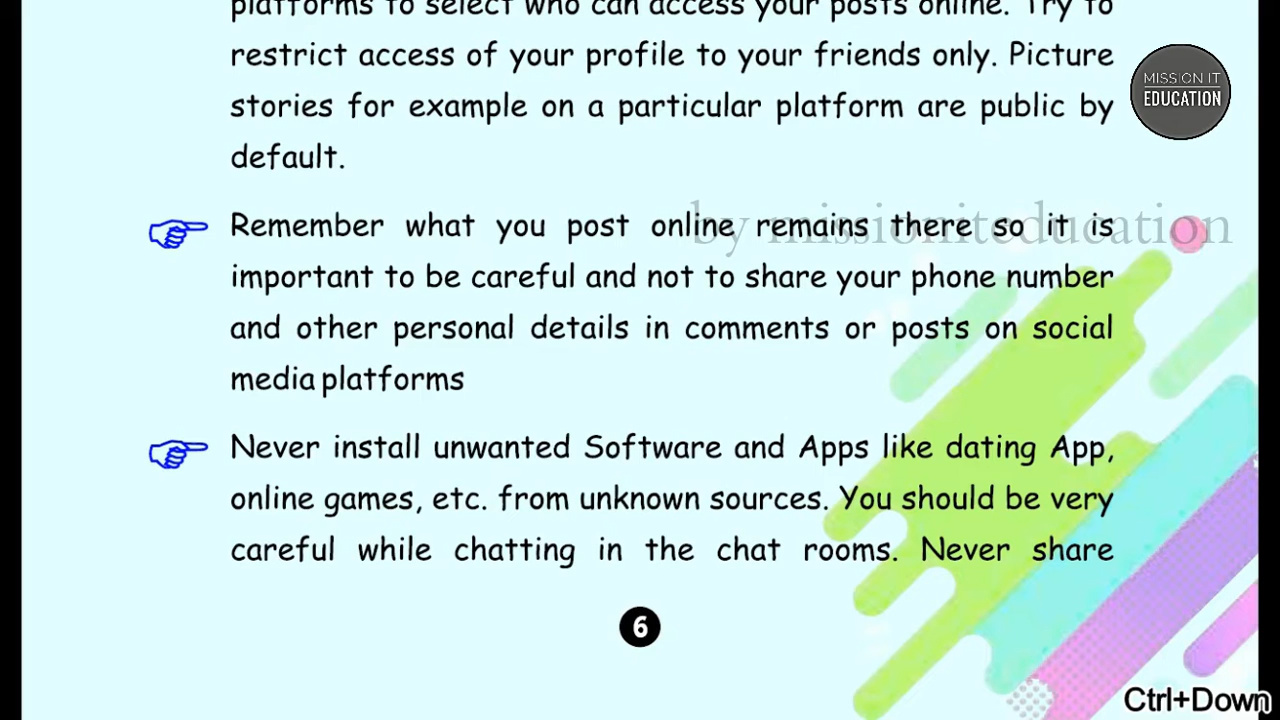 platforms to select who can access your posts online. Try to
restrict access of your profile to your friends only. Picture
stories for example on a particular platform are public by
default.
MISSION IT
EDUCATION
by missioniteducation
Remember what you post online remains there so it is
important to be careful and not to share your phone number
and other personal details in comments or posts on social
media platforms
Never install unwanted Software and Apps like dating App,
online games, etc. from unknown sources. You should be very
careful while chatting in the chat rooms. Never share
6
Ctrl+Down